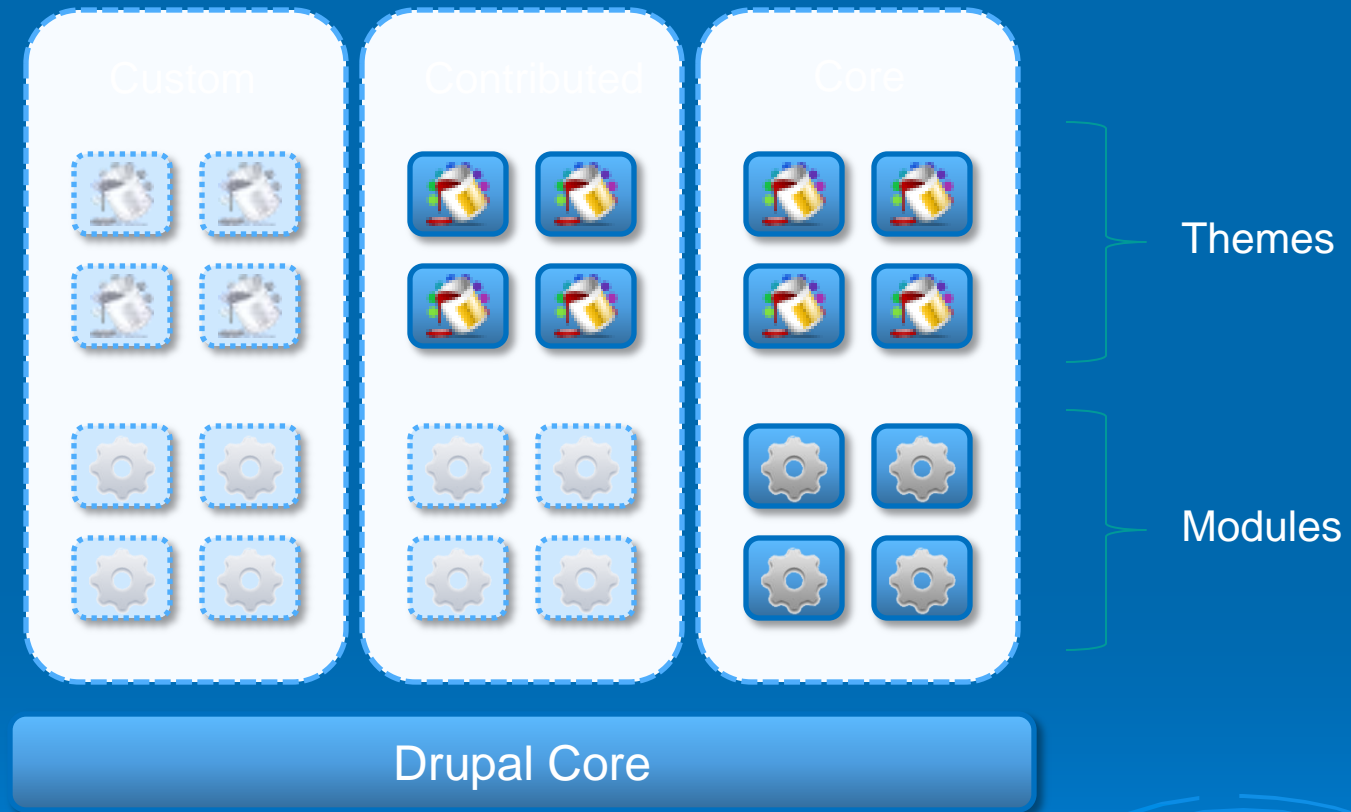 Custom
Contributed
Core
Themes
Modules
Drupal Core